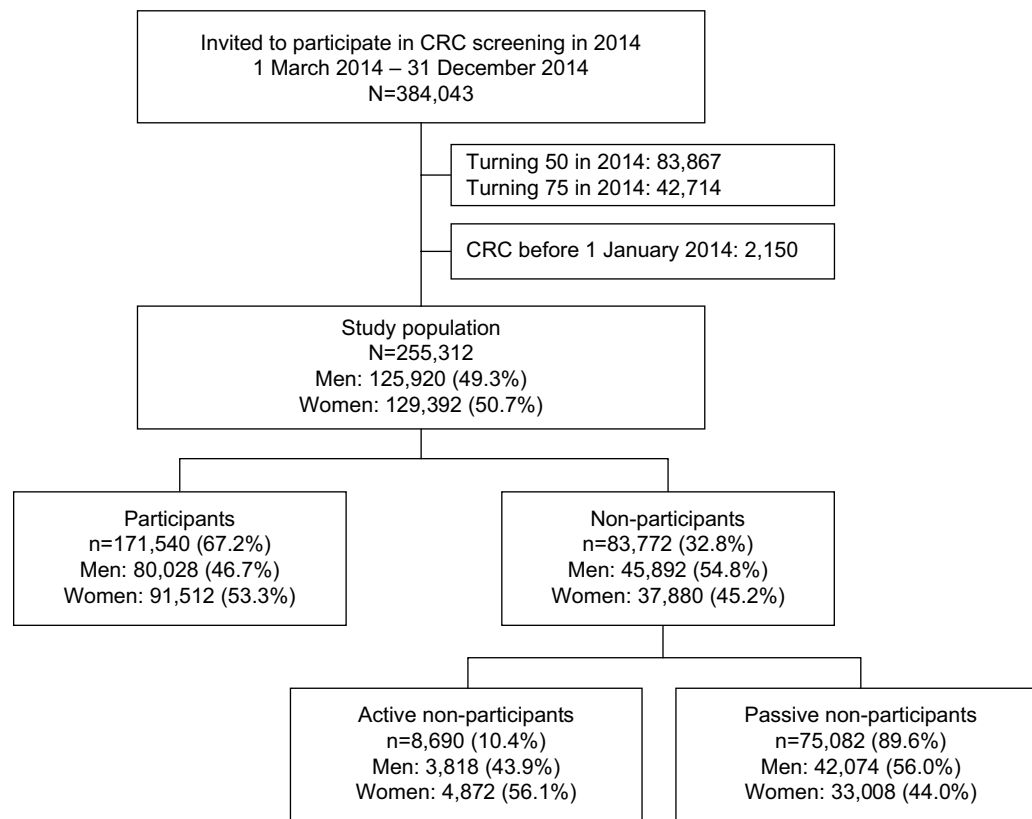 Invited to participate in CRC screening in 2014
1 March 2014 – 31 December 2014
N=384,043
Turning 50 in 2014: 83,867
Turning 75 in 2014: 42,714
CRC before 1 January 2014: 2,150
Study population
N=255,312
Men: 125,920 (49.3%)
Women: 129,392 (50.7%)
Participants
n=171,540 (67.2%)
Men: 80,028 (46.7%)
Women: 91,512 (53.3%)
Non-participants
n=83,772 (32.8%)
Men: 45,892 (54.8%)
Women: 37,880 (45.2%)
Active non-participants
n=8,690 (10.4%)
Men: 3,818 (43.9%)
Women: 4,872 (56.1%)
Passive non-participants
n=75,082 (89.6%)
Men: 42,074 (56.0%)
Women: 33,008 (44.0%)